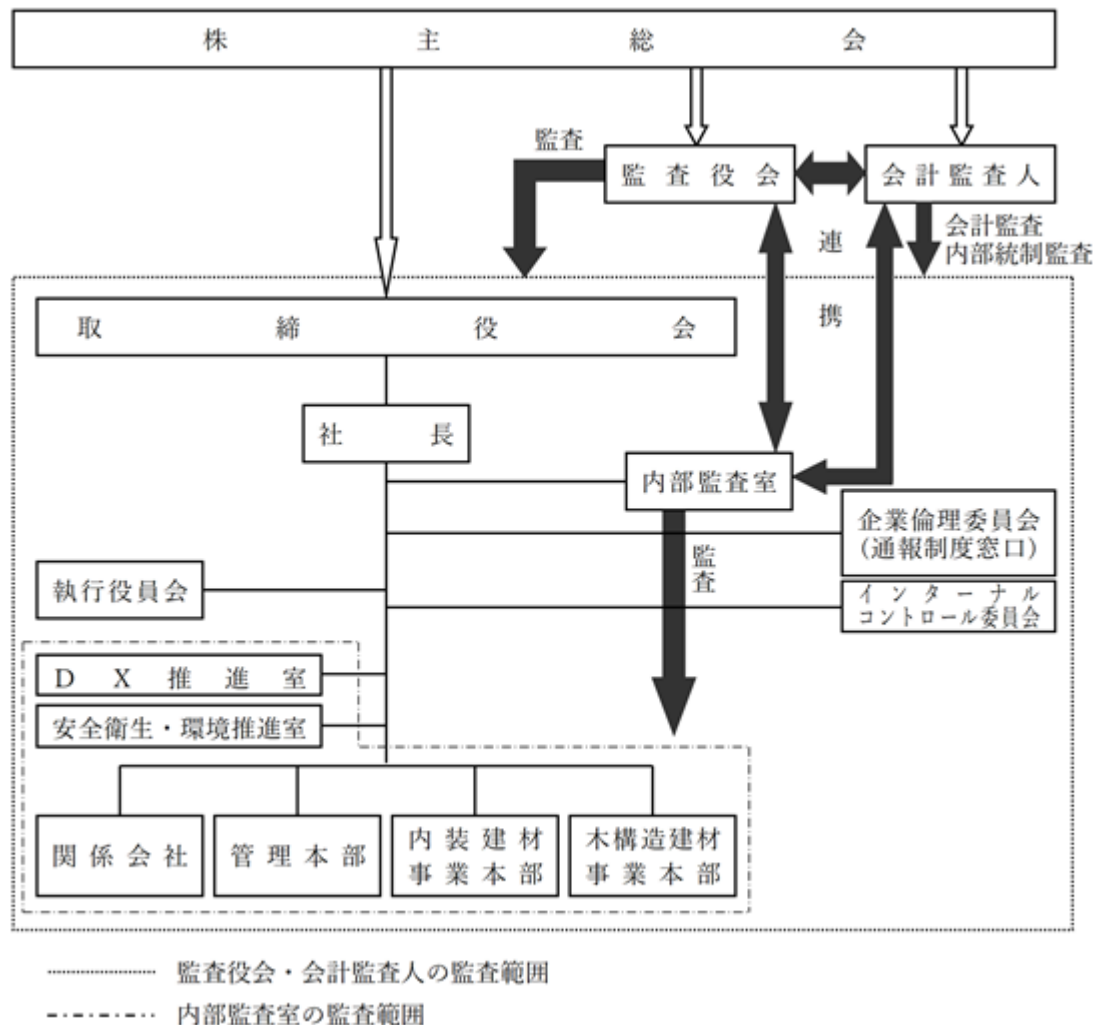 株主総会
監査
監査役会
会計監査人
会計監査
内部統制監査
連携
取締役会
社長
内部監査室
企業倫理委員会
(通報制度窓口)
監査
執行役員会
インターナル
コントロール委員会
DX推進室
安全衛生・環境推進室
関係会社
管理本部
内装建材
事業本部
木構造建材
事業本部
監査役会・会計監査人の監査範囲
内部監査室の監査範囲